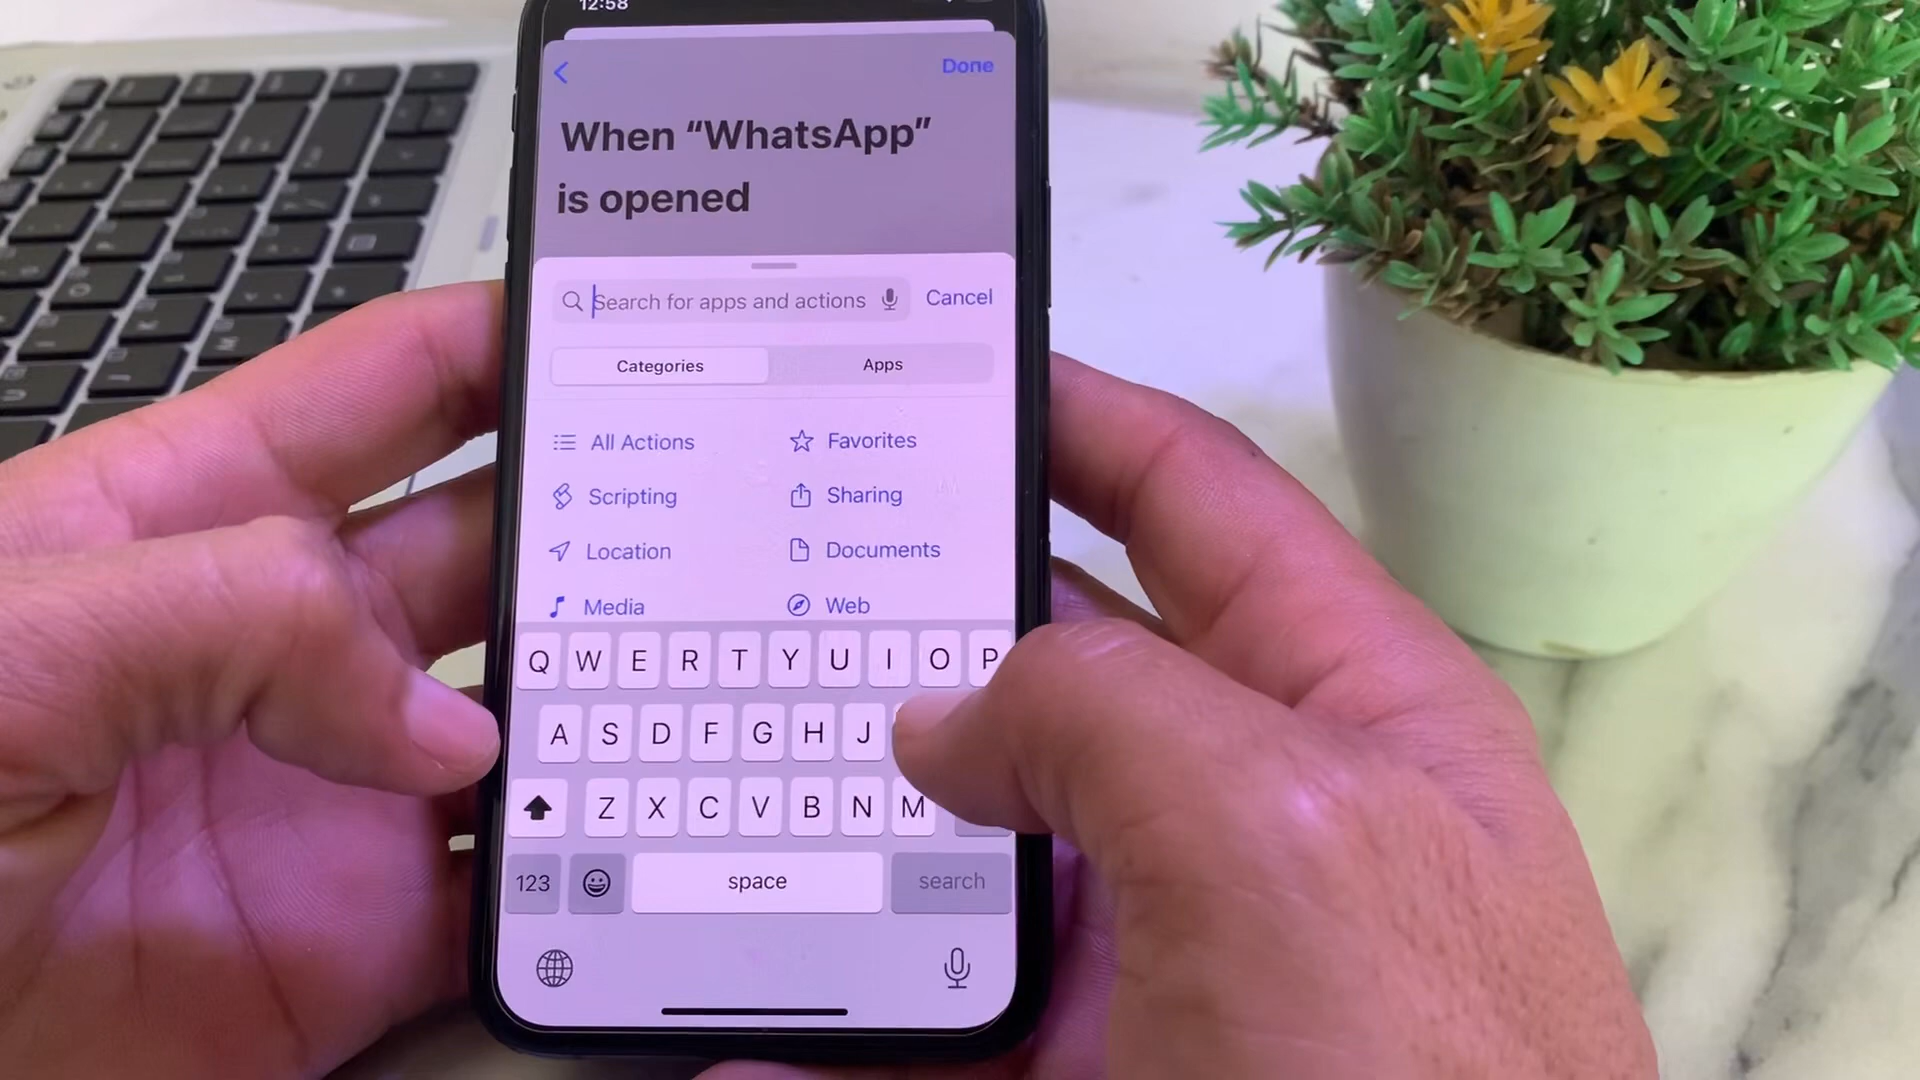 12:58
Done
When “WhatsApp”
is opened
Search for apps and actions
Cancel
Categories
Apps
All Actions
Favorites
Scripting
Sharing
Location
Documents
Media
Web
Q W E R T Y U I O P
A S D F G H J
Z X C V B N M
123
space
search